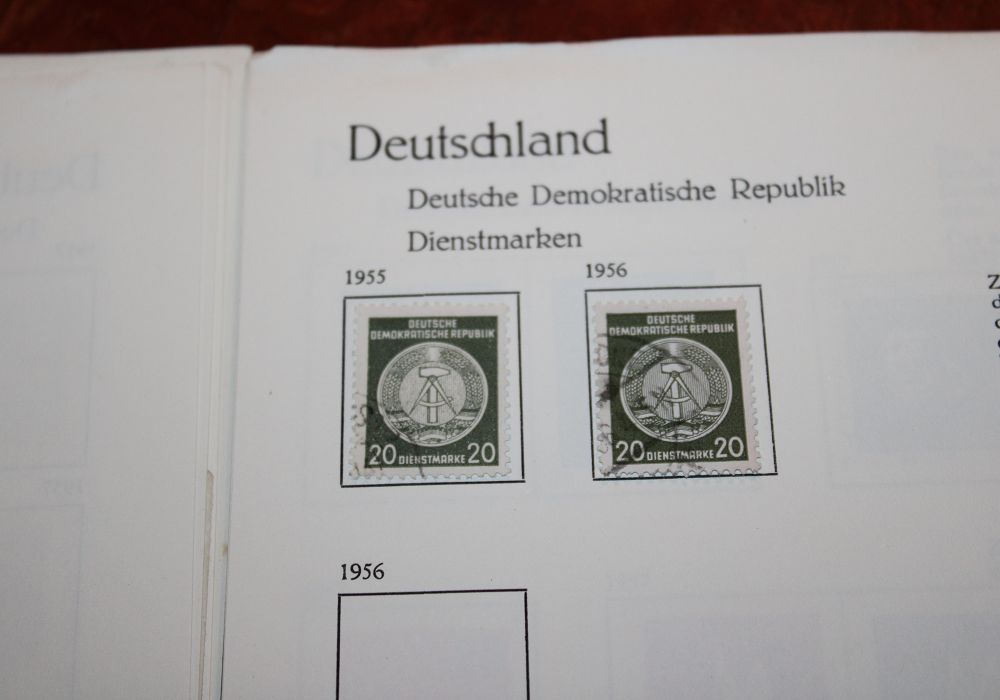 Deutschland
Deutsche Demokratische Republik
Dienstmarken
1955
1956
DEUTSCHE
DEMOKRATISCHE REPUBLIK
20 DIENSTMARKE 20
DEUTSCHE
DEMOKRATISCHE REPUBLIK
20 DIENSTMARKE 20
1956